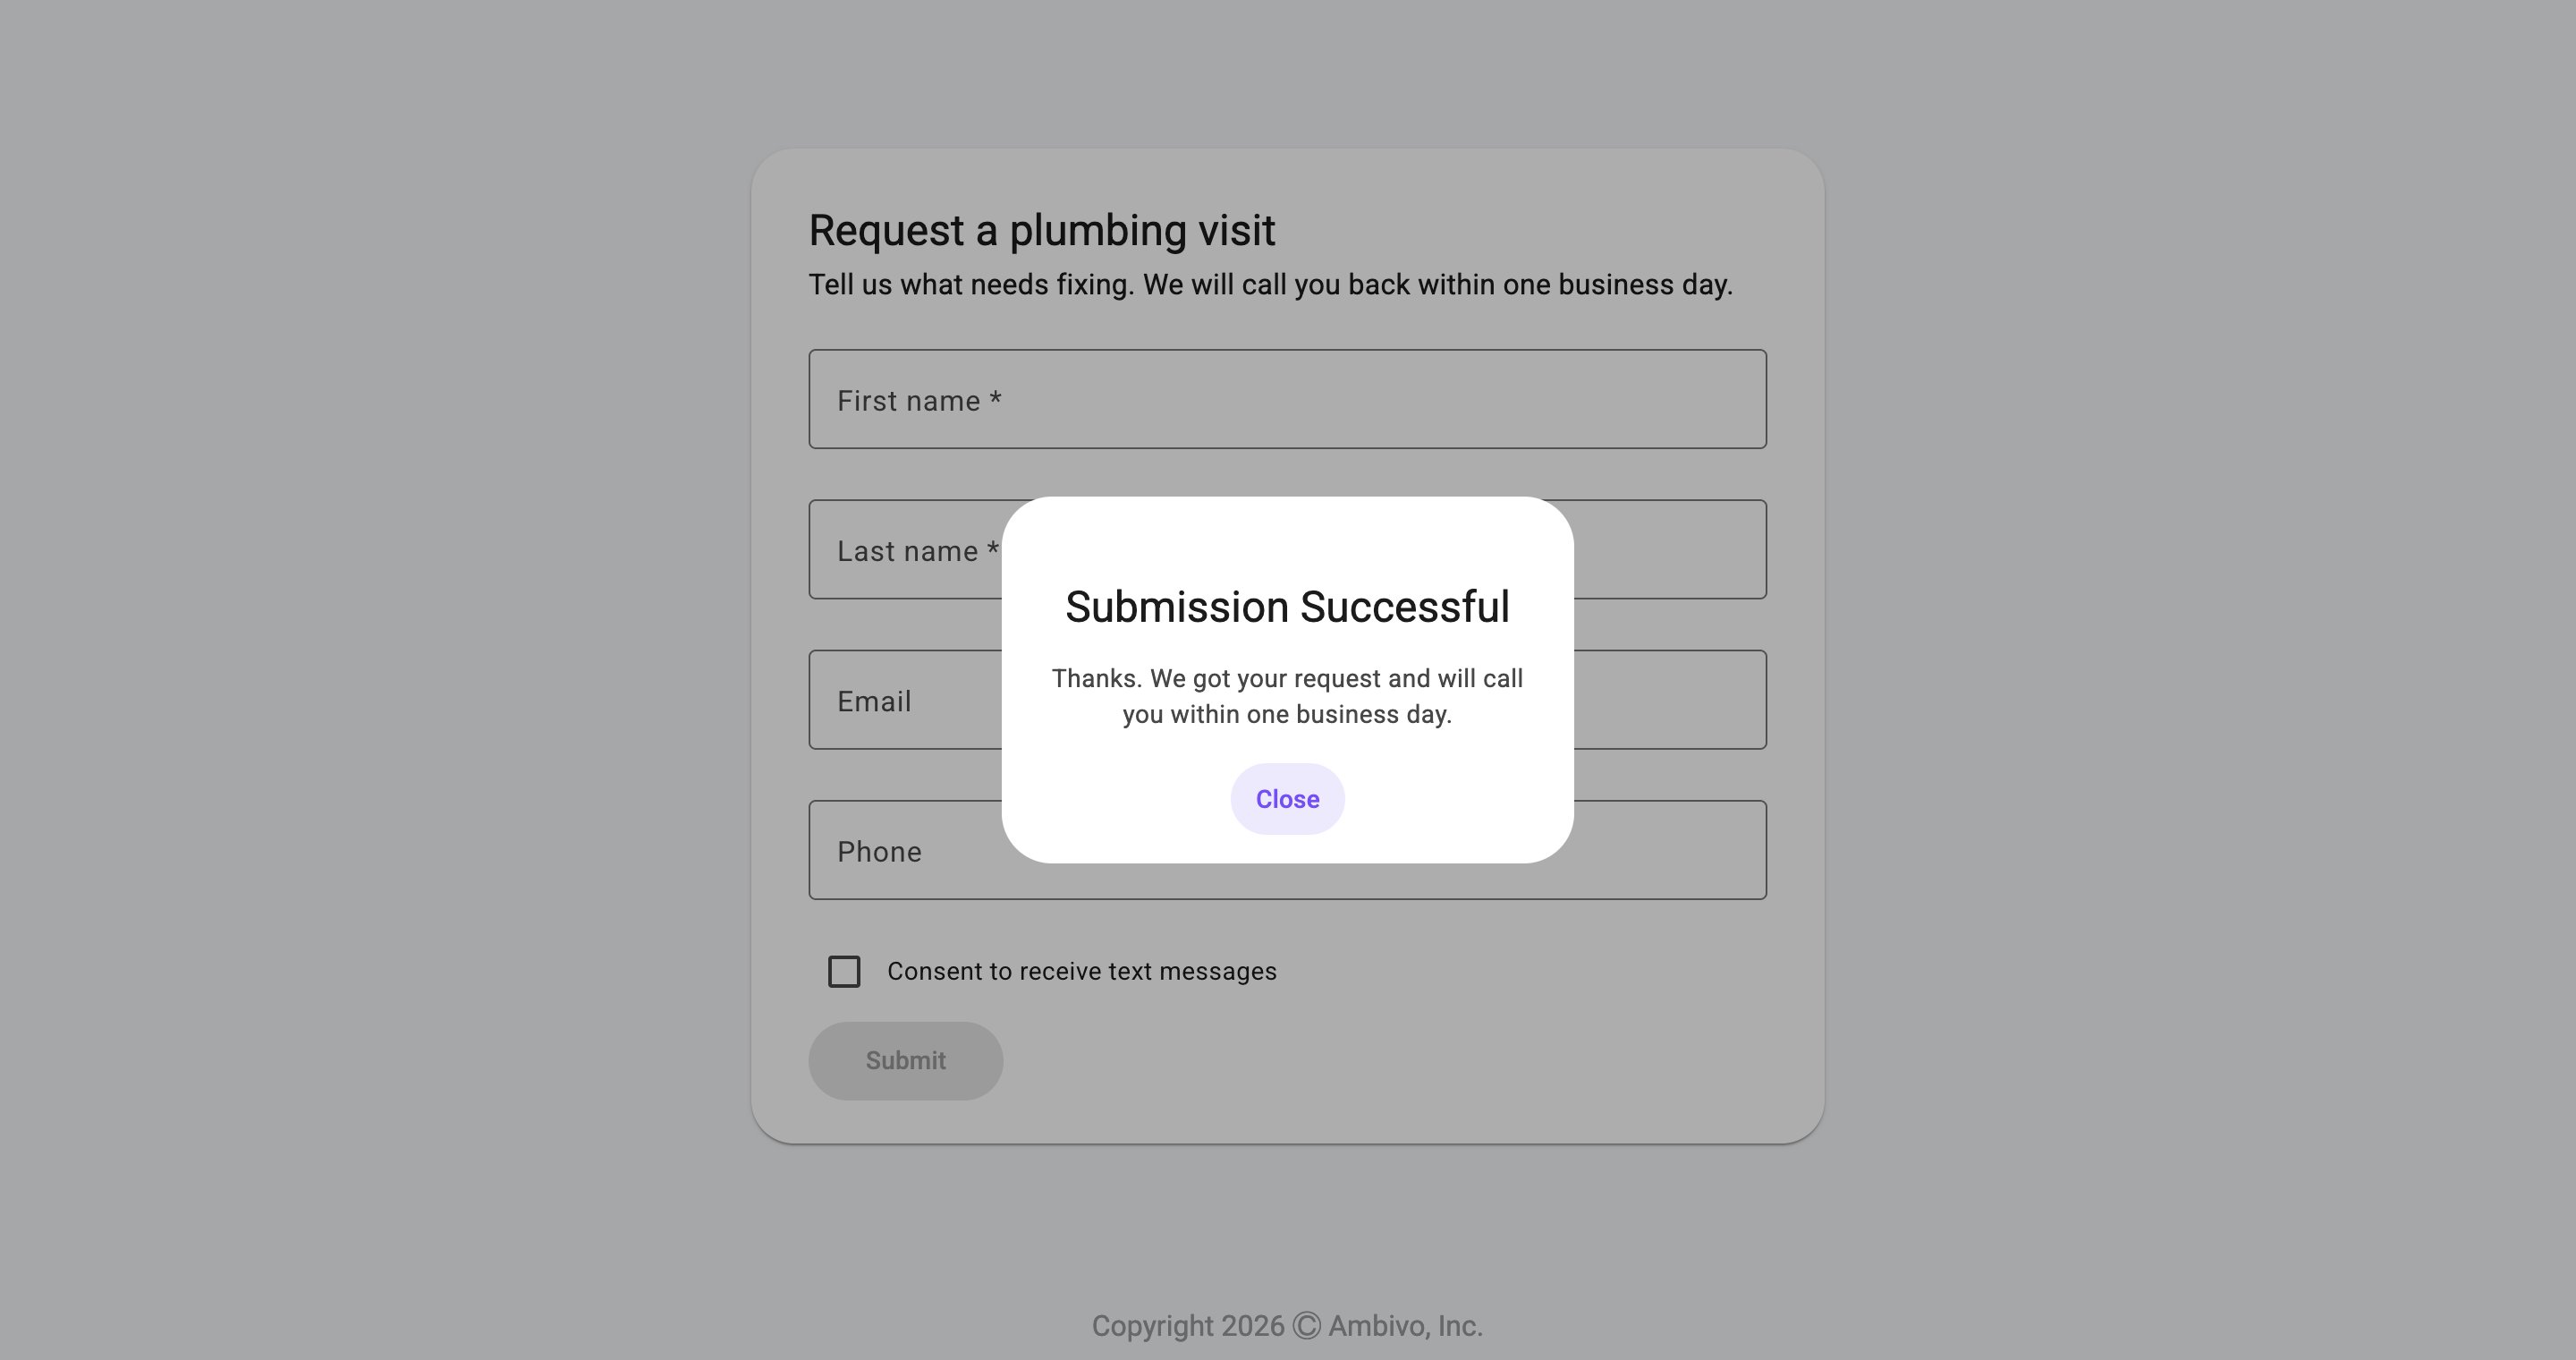 Request a plumbing visit
Tell us what needs fixing. We will call you back within one business day.
First name *
Last name *
Submission Successful
Thanks. We got your request and will call
you within one business day.
Email
Close
Phone
Consent to receive text messages
Submit
Copyright 2026 © Ambivo, Inc.